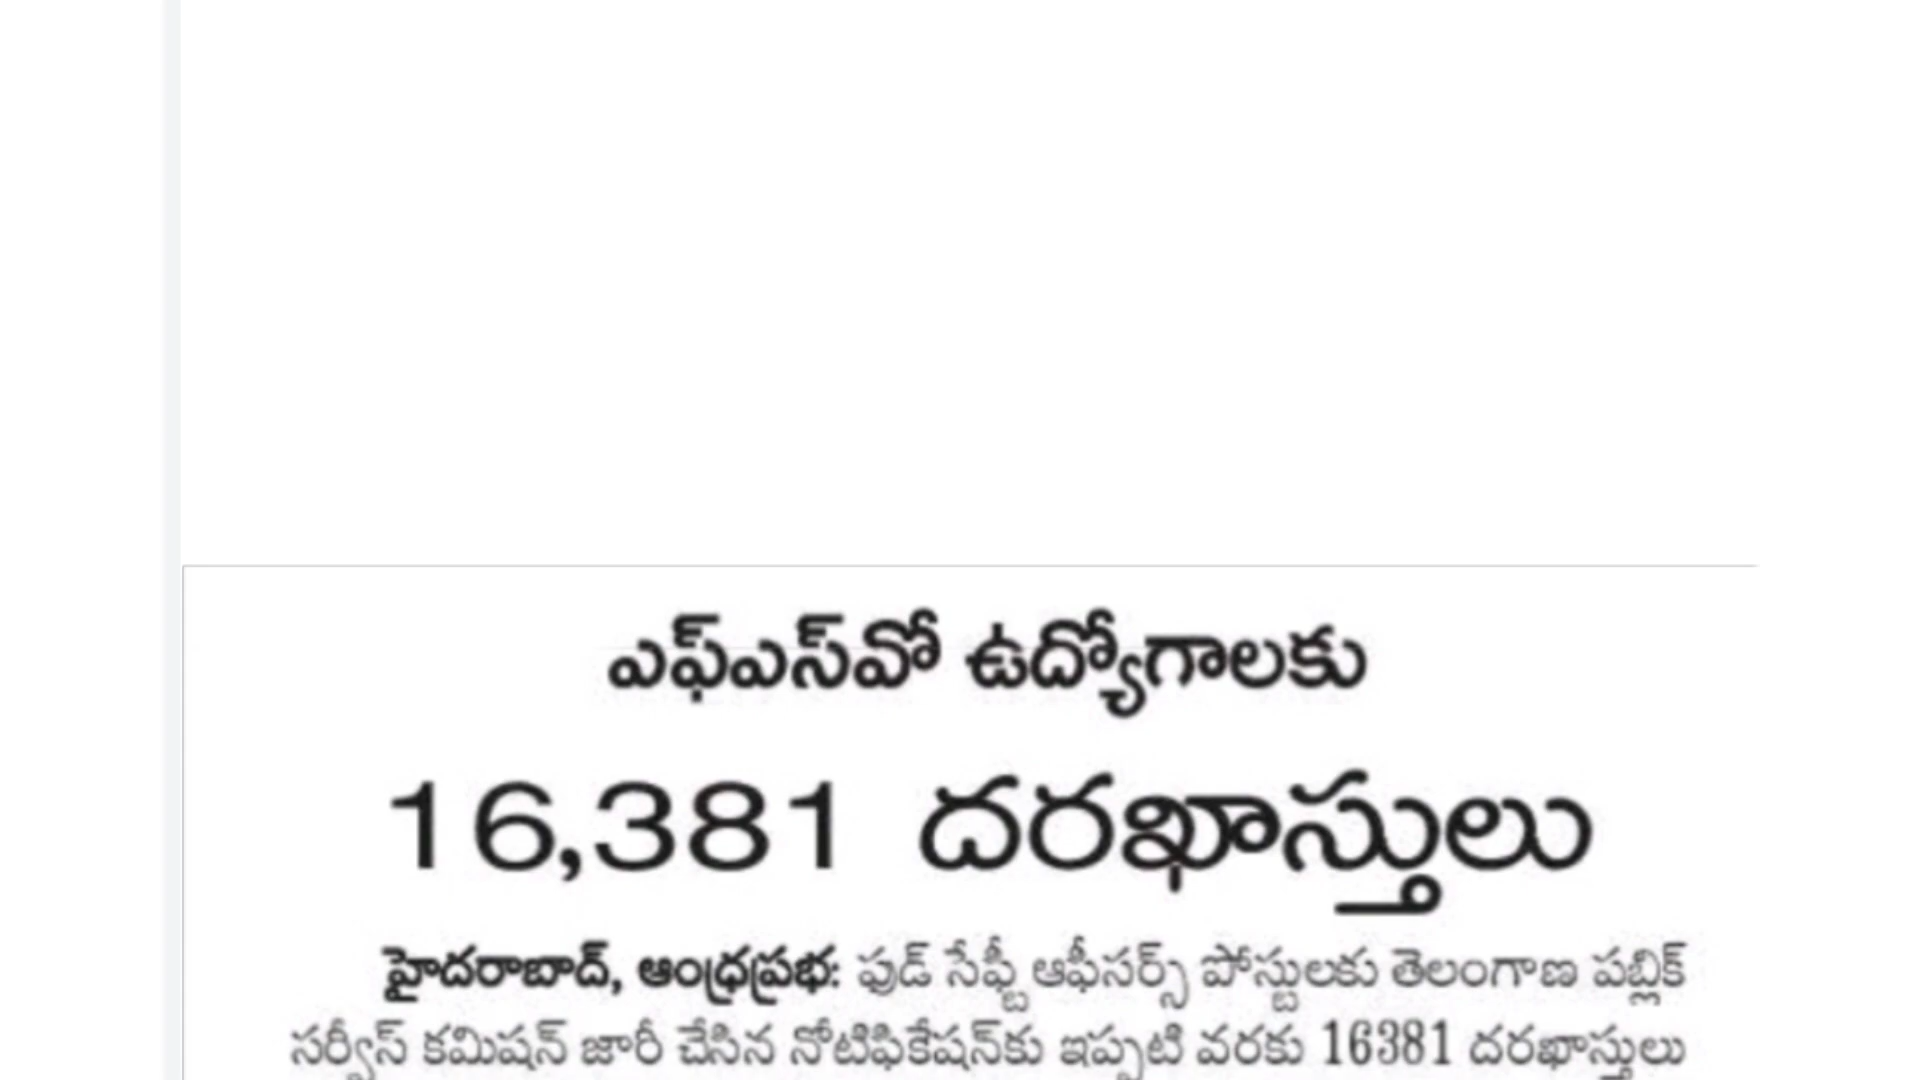 ఎఫ్ఎస్‌వో ఉద్యోగాలకు
16,381 దరఖాస్తులు
హైదరాబాద్, ఆంధ్రప్రభ: ఫుడ్ సేఫ్టీ ఆఫీసర్స్ పోస్టులకు తెలంగాణ పబ్లిక్
సర్వీస్ కమిషన్ జారీ చేసిన నోటిఫికేషన్‌కు ఇప్పటి వరకు 16381 దరఖాస్తులు